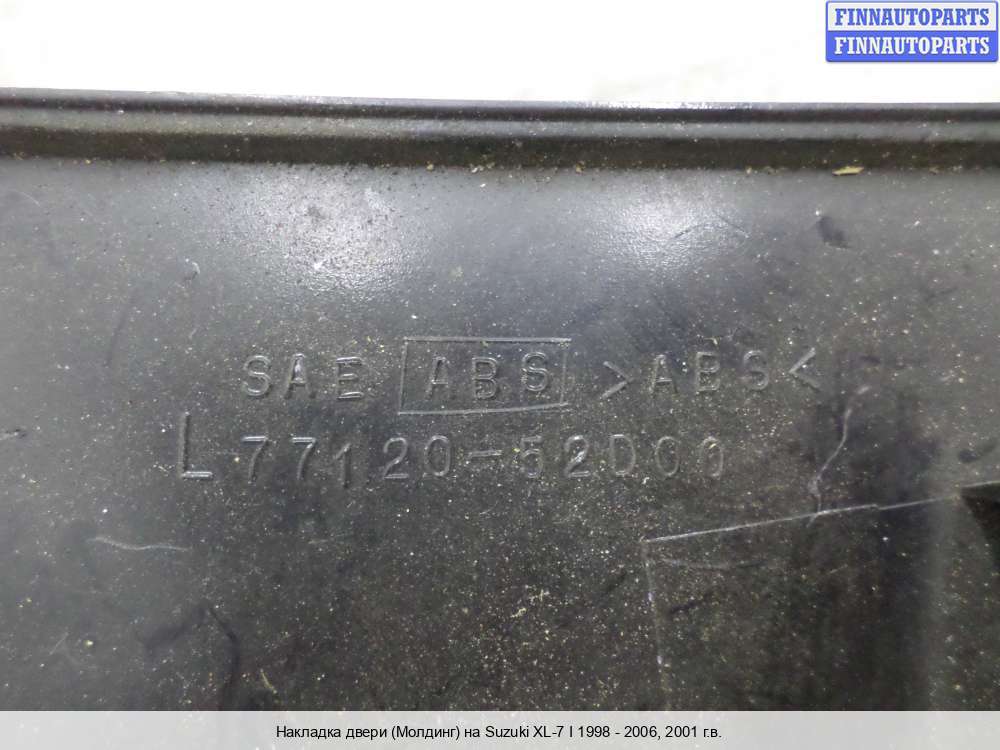 FINNAUTOPARTS
FINNAUTOPARTS
SAE ABS >ABS<
L 77120-52D00
Накладка двери (Молдинг) на Suzuki XL-7 I 1998 - 2006, 2001 г.в.